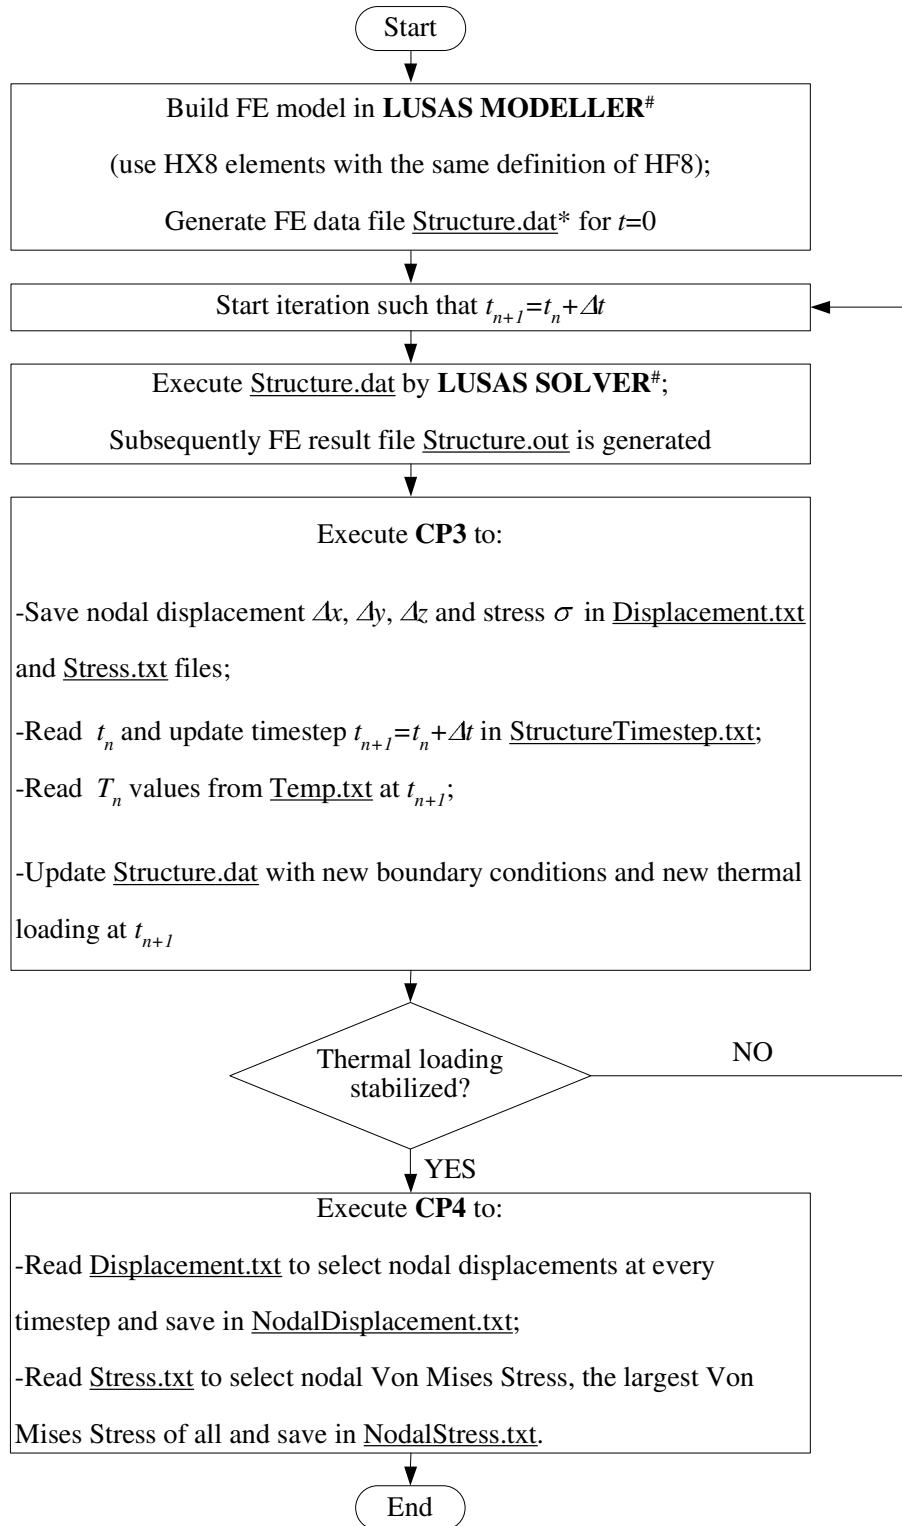 Start
Build FE model in LUSAS MODELLER#
(use HX8 elements with the same definition of HF8);
Generate FE data file Structure.dat* for t=0
Start iteration such that tn+1=tn+Δt
Execute Structure.dat by LUSAS SOLVER#;
Subsequently FE result file Structure.out is generated
Execute CP3 to:
-Save nodal displacement Δx, Δy, Δz and stress σ in Displacement.txt
and Stress.txt files;
-Read tn and update timestep tn+1=tn+Δt in StructureTimestep.txt;
-Read Tn values from Temp.txt at tn+1;
-Update Structure.dat with new boundary conditions and new thermal
loading at tn+1
Thermal loading
stabilized?
NO
YES
Execute CP4 to:
-Read Displacement.txt to select nodal displacements at every
timestep and save in NodalDisplacement.txt;
-Read Stress.txt to select nodal Von Mises Stress, the largest Von
Mises Stress of all and save in NodalStress.txt.
End